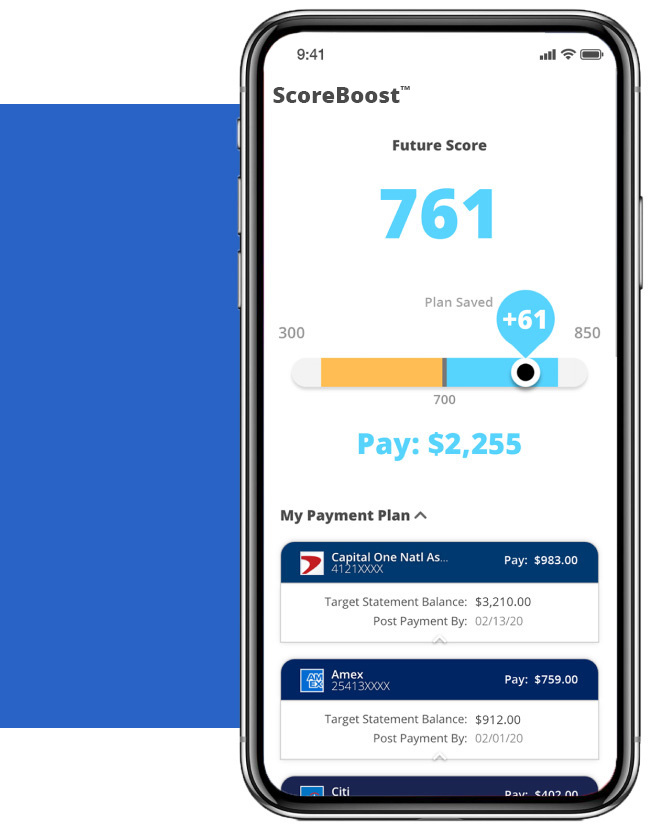 9:41
ScoreBoost™
Future Score
761
Plan Saved
+61
300
850
700
Pay: $2,255
My Payment Plan
Capital One Natl As...
4121XXXX
Pay: $983.00
Target Statement Balance: $3,210.00
Post Payment By: 02/13/20
AM
EX
Amex
25413XXXX
Pay: $759.00
Target Statement Balance: $912.00
Post Payment By: 02/01/20
Citi
Pay: $402.00